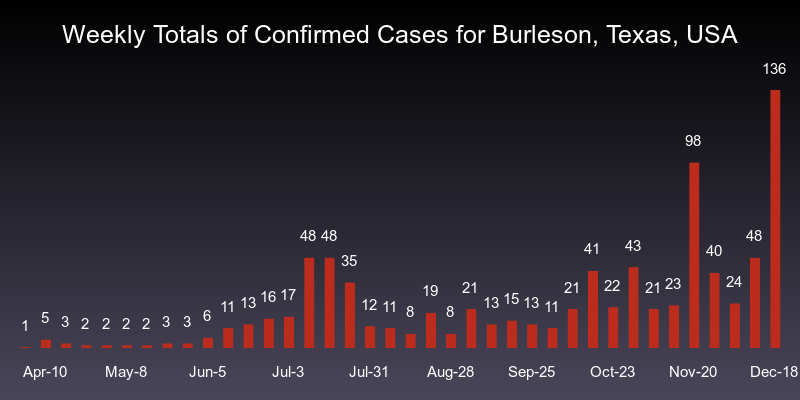 Weekly Totals of Confirmed Cases for Burleson, Texas, USA
136
98
48 48 48
41 43 40
35
21 21 22 21 23 24
19
11 13 16 17 12 11 13 15 13 11
1 5 3 2 2 2 2 3 3 6 8 8
Apr-10 May-8 Jun-5 Jul-3 Jul-31 Aug-28 Sep-25 Oct-23 Nov-20 Dec-18